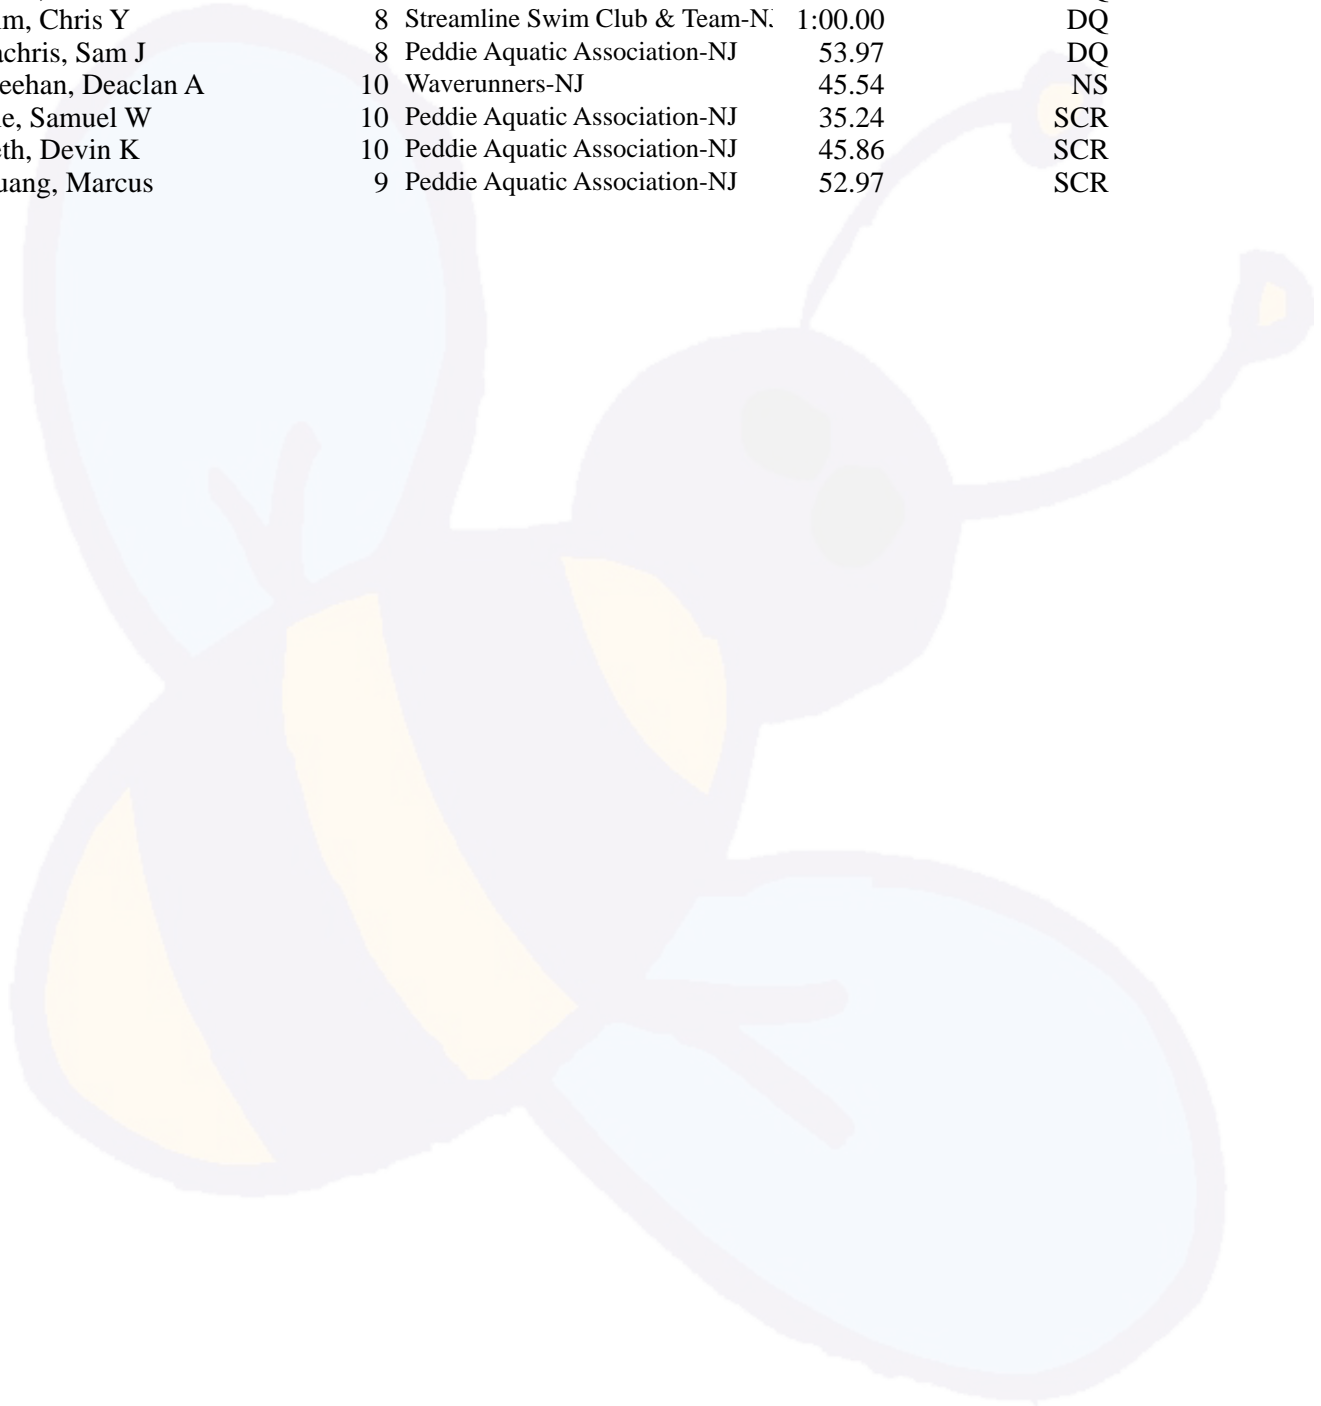 m, Chris Y 8 Streamline Swim Club & Team-N 1:00.00 DQ
achris, Sam J 8 Peddie Aquatic Association-NJ 53.97 DQ
eehan, Deaclan A 10 Waverunners-NJ 45.54 NS
e, Samuel W 10 Peddie Aquatic Association-NJ 35.24 SCR
eth, Devin K 10 Peddie Aquatic Association-NJ 45.86 SCR
uang, Marcus 9 Peddie Aquatic Association-NJ 52.97 SCR